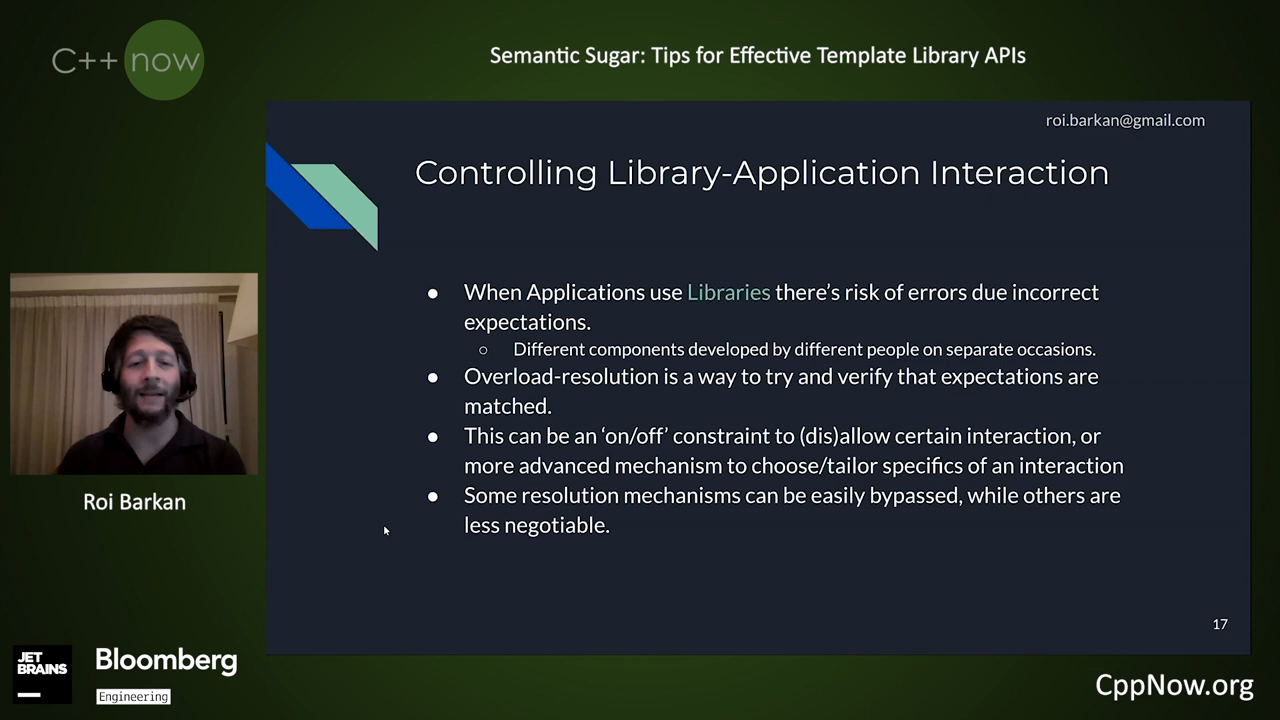 C++ now
Semantic Sugar: Tips for Effective Template Library APIs
roi.barkan@gmail.com
Controlling Library-Application Interaction
● When Applications use Libraries there's risk of errors due incorrect
expectations.
○ Different components developed by different people on separate occasions.
● Overload-resolution is a way to try and verify that expectations are
matched.
● This can be an ‘on/off’ constraint to (dis)allow certain interaction, or
more advanced mechanism to choose/tailor specifics of an interaction
● Some resolution mechanisms can be easily bypassed, while others are
less negotiable.
17
Roi Barkan
JET
BRAINS
Bloomberg
Engineering
CppNow.org